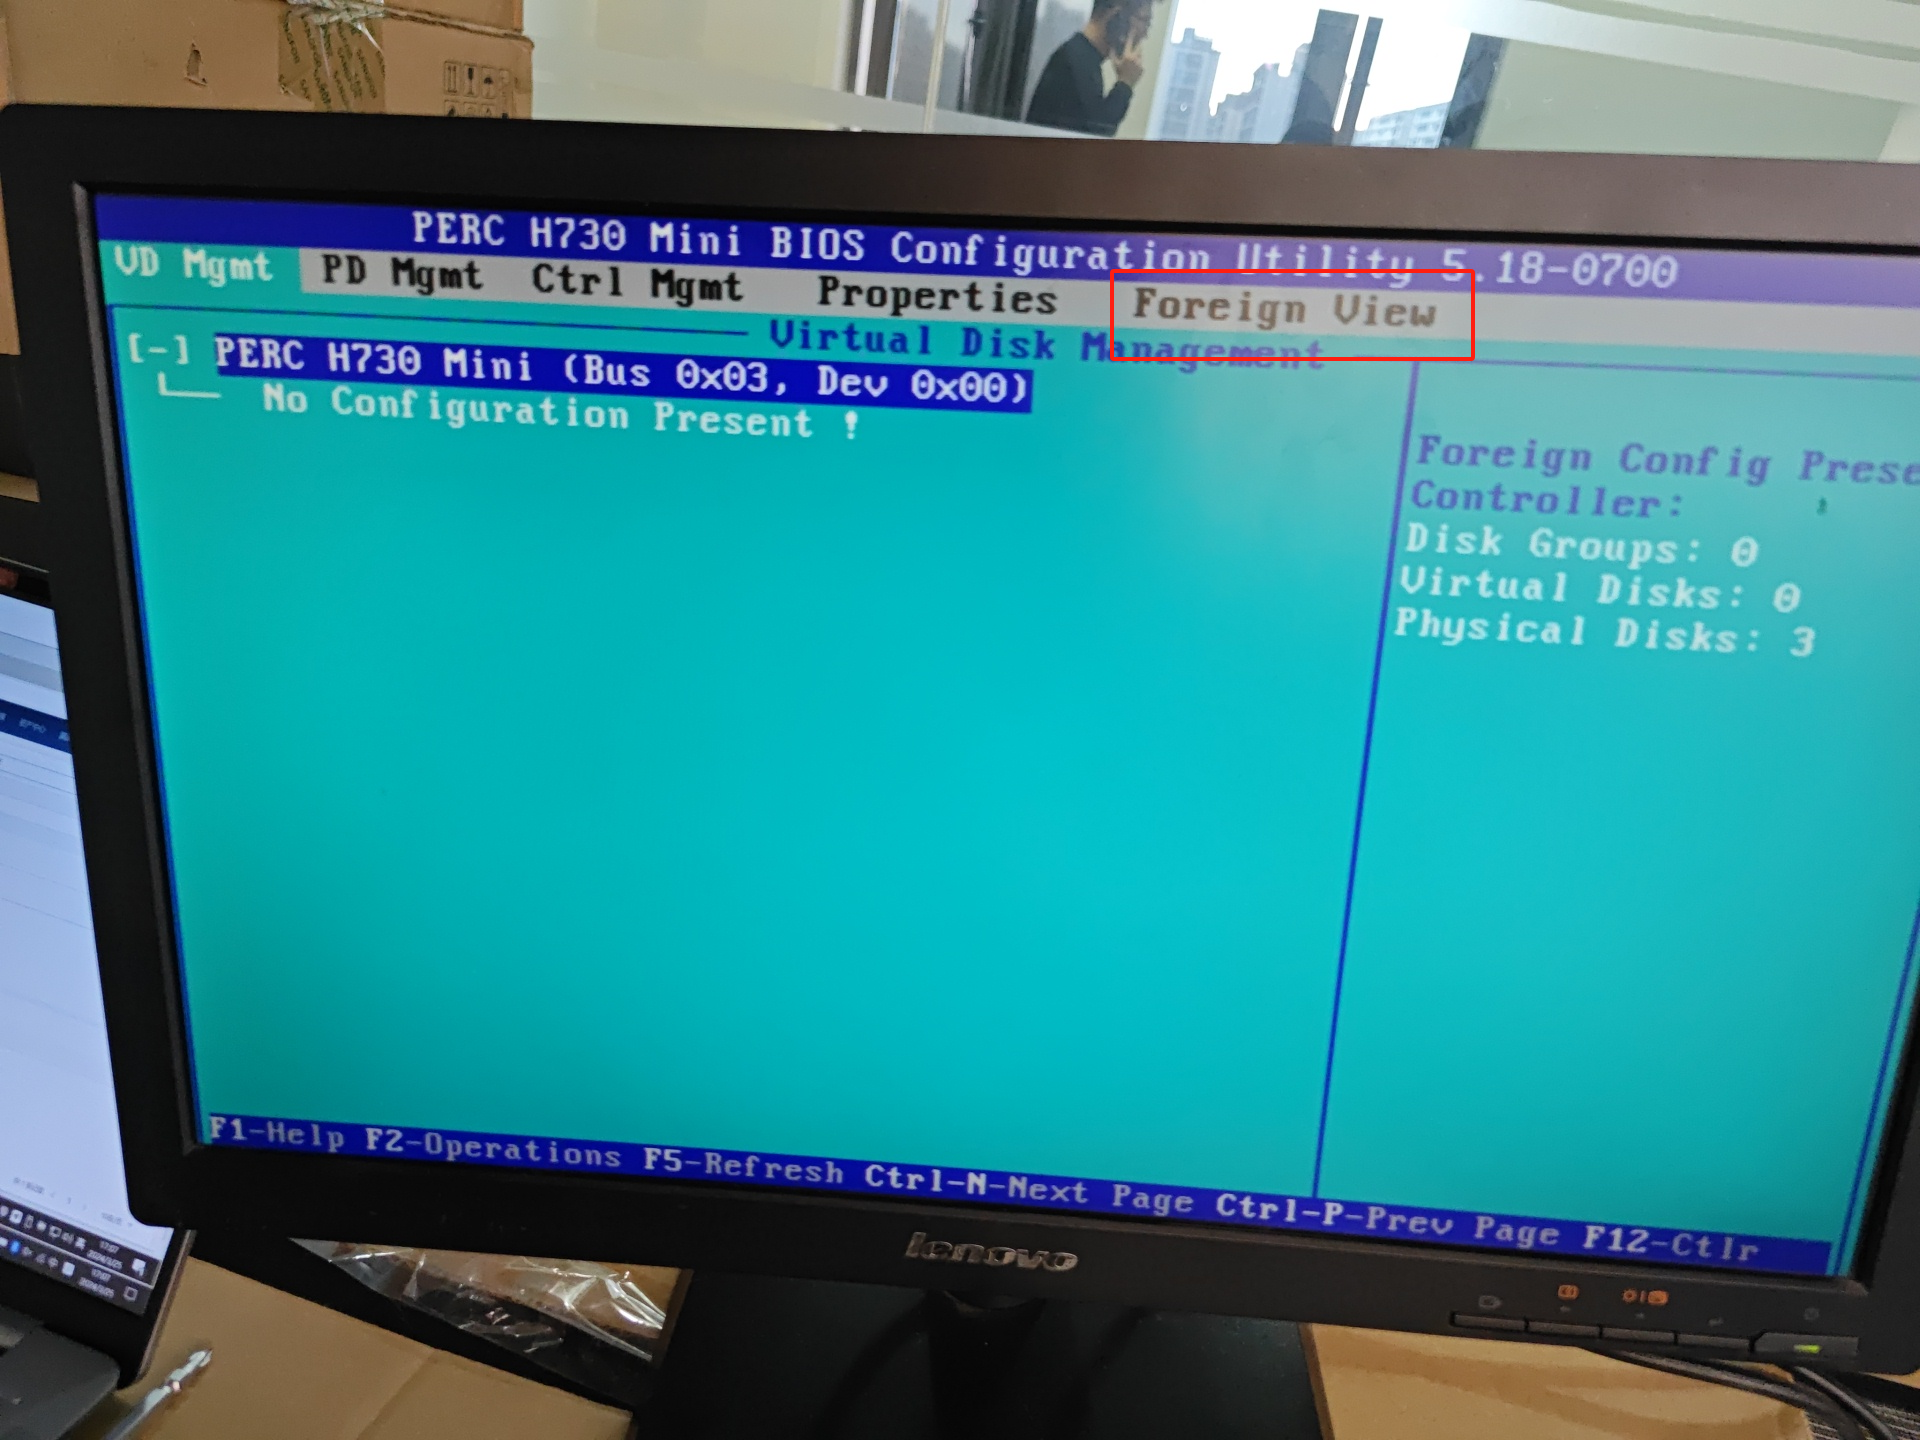 PERC H730 Mini BIOS Configuration Utility 5.18-0700
VD Mgmt PD Mgmt Ctrl Mgmt Properties Foreign View
Virtual Disk Management
[-] PERC H730 Mini (Bus 0x03, Dev 0x00)
No Configuration Present !
Foreign Config Prese
Controller:
Disk Groups: 0
Virtual Disks: 0
Physical Disks: 3
F1-Help F2-Operations F5-Refresh Ctrl-N-Next Page Ctrl-P-Prev Page F12-Ctlr
lenovo
17:07